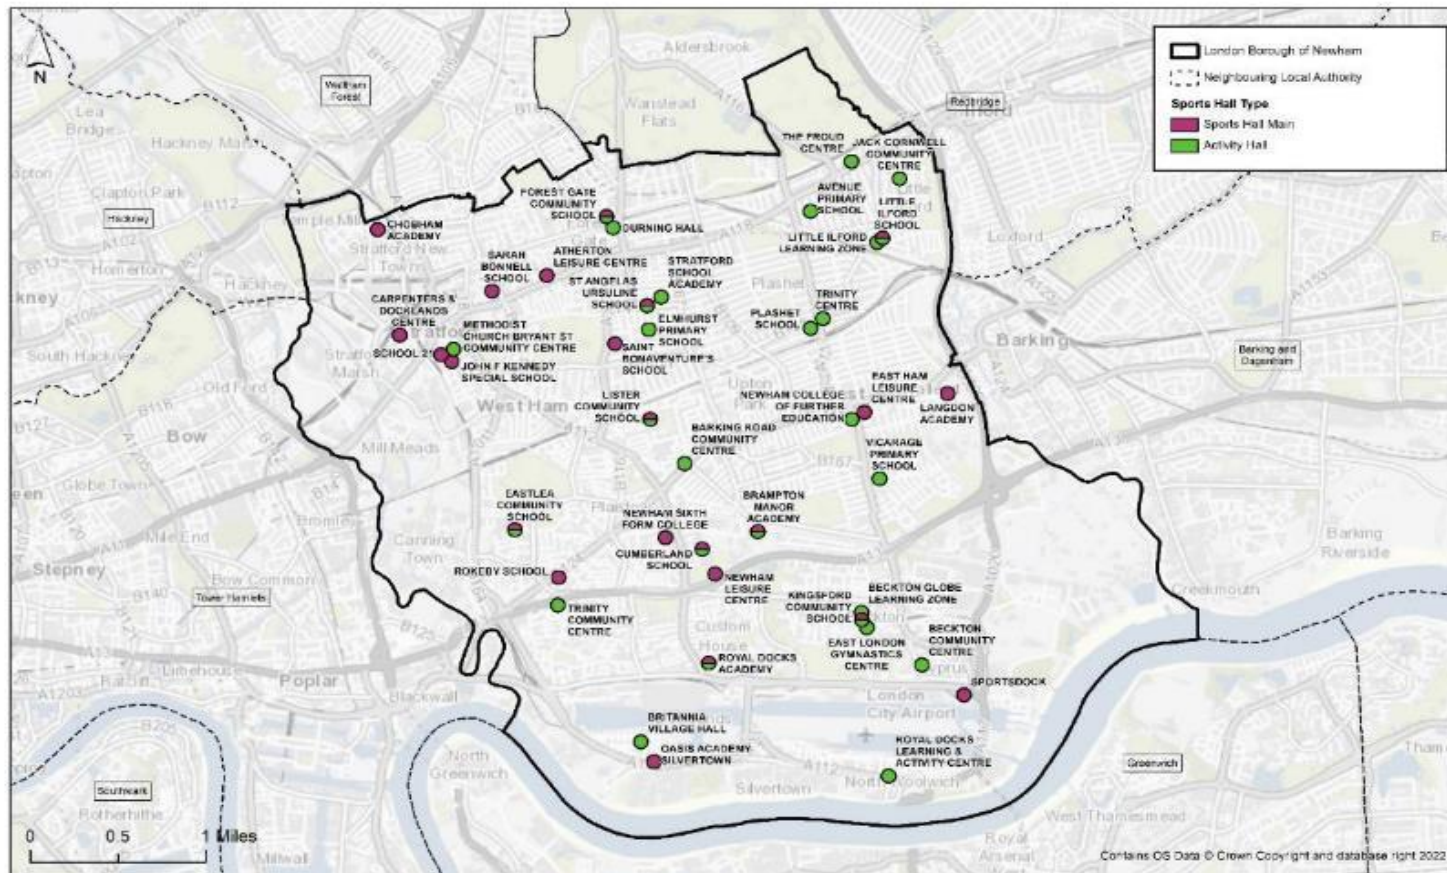 London Borough of Newham
Neighbouring Local Authority
Sports Hall Type
Sports Hall Main
Activity Hall
N
Aldersbrook
Waltham
Forest
Wanstead
Flats
Redbridge
Lea
Bridge
Hackney
Clapton Park
B112
THE FROUD
CENTRE
JACK CORNWELL
COMMUNITY
CENTRE
FOREST GATE
COMMUNITY
SCHOOL
AVENUE
PRIMARY
SCHOOL
LITTLE
ILFORD
SCHOOL
Loxford
CHOBHAM
ACADEMY
DURNING HALL
LITTLE ILFORD
LEARNING ZONE
Stratford New
Town
Homerton
Hackney
SARAH
BONNELL
SCHOOL
ATHERTON
LEISURE CENTRE
STRATFORD
SCHOOL
ACADEMY
ST ANGELAS
URSULINE
SCHOOL
Plashet
TRINITY
CENTRE
PLASHET
SCHOOL
CARPENTERS &
DOCKLANDS
CENTRE
METHODIST
CHURCH BRYANT ST
COMMUNITY CENTRE
ELMHURST
PRIMARY
SCHOOL
SAINT
BONAVENTURE'S
SCHOOL
Barking
Barking and
Dagenham
South Hackney
Old Ford
Marsh
SCHOOL 21
JOHN F KENNEDY
SPECIAL SCHOOL
Upton
Park
EAST HAM
LEISURE
CENTRE
LANGDON
ACADEMY
NEWHAM COLLEGE
OF FURTHER
EDUCATION
West Ham
LISTER
COMMUNITY
SCHOOL
Bow
Mill Meads
A112
BARKING ROAD
COMMUNITY
CENTRE
VICARAGE
PRIMARY
SCHOOL
Globe Town
EASTLEA
COMMUNITY
SCHOOL
NEWHAM SIXTH
FORM COLLEGE
BRAMPTON
MANOR
ACADEMY
Mile End
Bromley
Canning
Town
Stepney
Bow Common
CUMBERLAND
SCHOOL
ROKEBY SCHOOL
NEWHAM
LEISURE
CENTRE
Barking
Riverside
Creekmouth
Tower Hamlets
B140
TRINITY
COMMUNITY
CENTRE
Custom
House
KINGSFORD
COMMUNITY
SCHOOL
BECKTON GLOBE
LEARNING ZONE
EAST LONDON
GYMNASTICS
CENTRE
BECKTON
COMMUNITY
CENTRE
ROYAL DOCKS
ACADEMY
SPORTSDOCK
Limehouse
Poplar
Blackwall
London
City Airport
BRITANNIA
VILLAGE HALL
OASIS ACADEMY
SILVERTOWN
ROYAL DOCKS
LEARNING &
ACTIVITY CENTRE
North
Greenwich
A112
Silvertown
North Woolwich
Greenwich
Southwark
Rotherhithe
West Thamesmead
Royal
Arsenal
0 0.5 1 Miles
Millwall
Contains OS Data © Crown Copyright and database right 2022